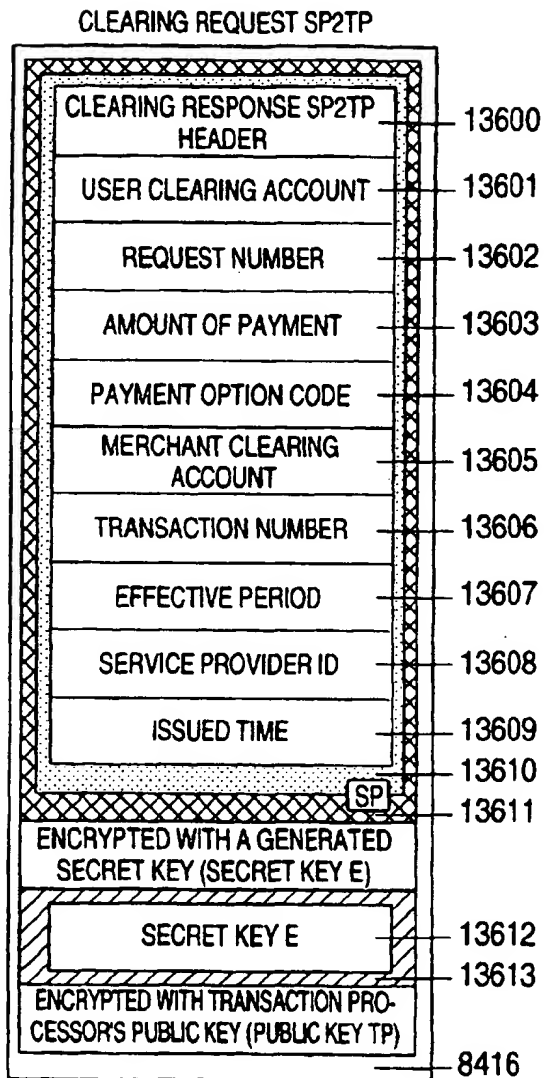 CLEARING REQUEST SP2TP
CLEARING RESPONSE SP2TP
HEADER
13600
USER CLEARING ACCOUNT
13601
REQUEST NUMBER
13602
AMOUNT OF PAYMENT
13603
PAYMENT OPTION CODE
13604
MERCHANT CLEARING
ACCOUNT
13605
TRANSACTION NUMBER
13606
EFFECTIVE PERIOD
13607
SERVICE PROVIDER ID
13608
ISSUED TIME
13609
13610
SP
13611
ENCRYPTED WITH A GENERATED
SECRET KEY (SECRET KEY E)
SECRET KEY E
13612
13613
ENCRYPTED WITH TRANSACTION PRO-
CESSOR'S PUBLIC KEY (PUBLIC KEY TP)
8416